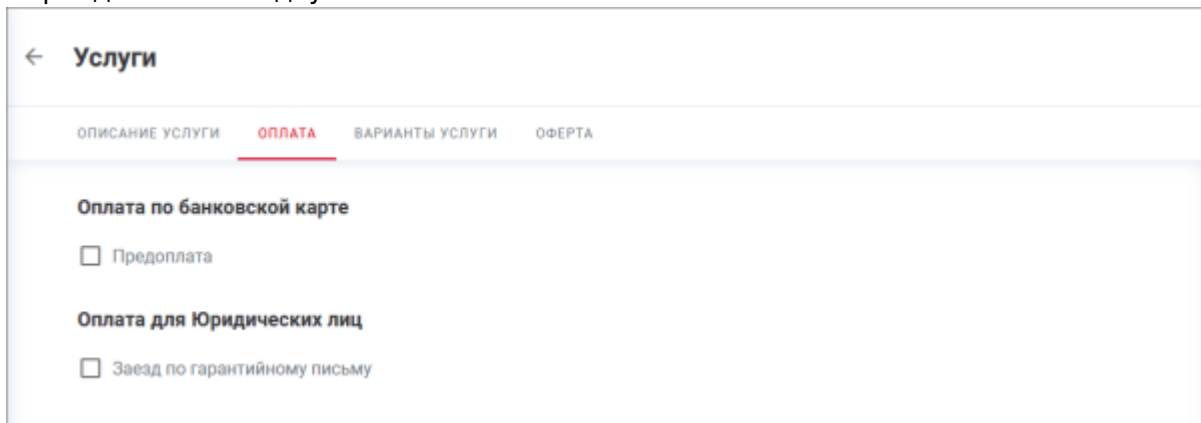 Услуги
ОПИСАНИЕ УСЛУГИ ОПЛАТА ВАРИАНТЫ УСЛУГИ ОФЕРТА
Оплата по банковской карте
Предоплата
Оплата для Юридических лиц
Заезд по гарантийному письму